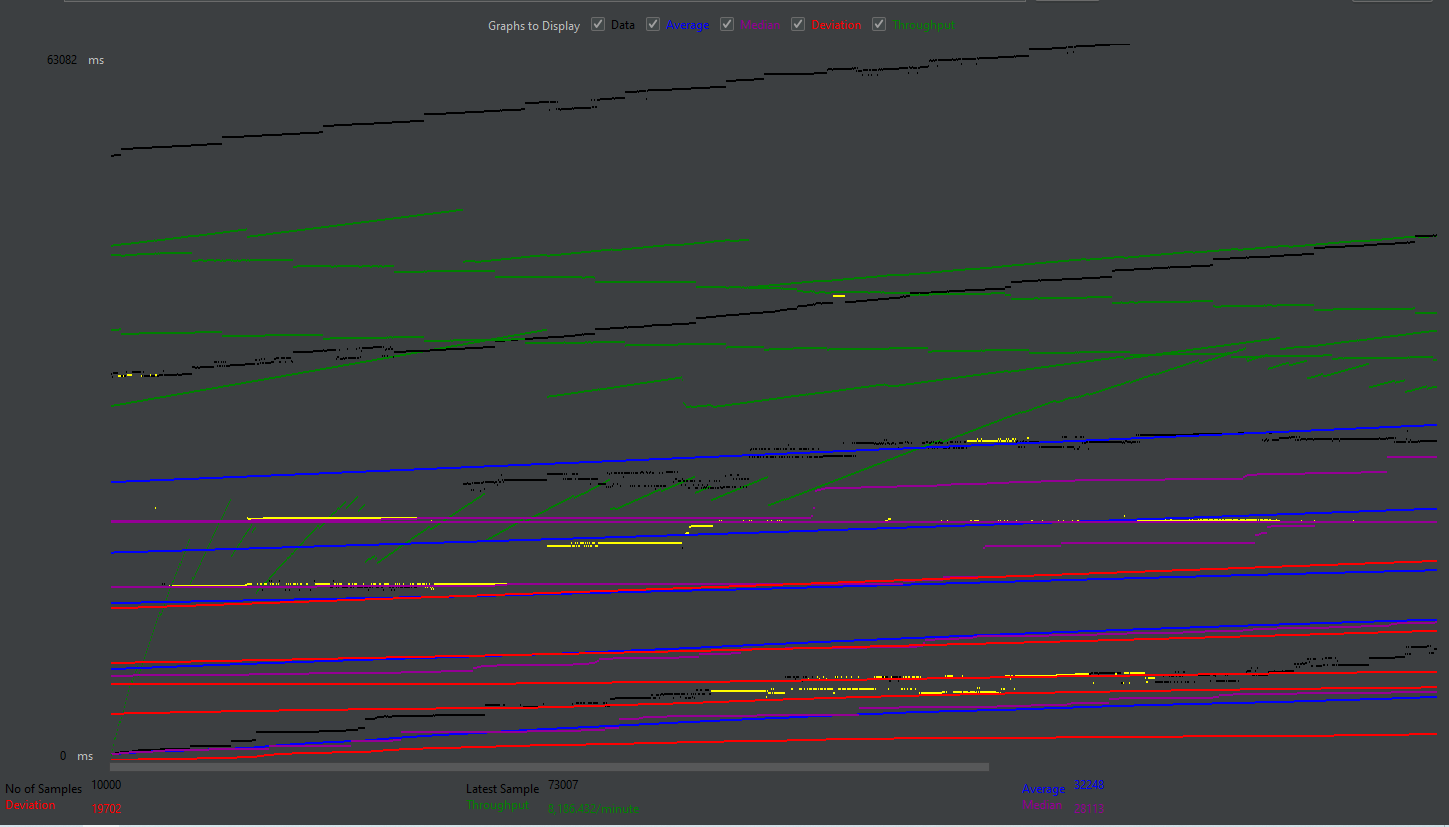 Graphs to Display Data Average Median Deviation Throughput
63082 ms
0 ms
No of Samples 10000 Latest Sample 73007 Average 32248
Deviation 19702 Throughput 8,186.432/minute Median 28118